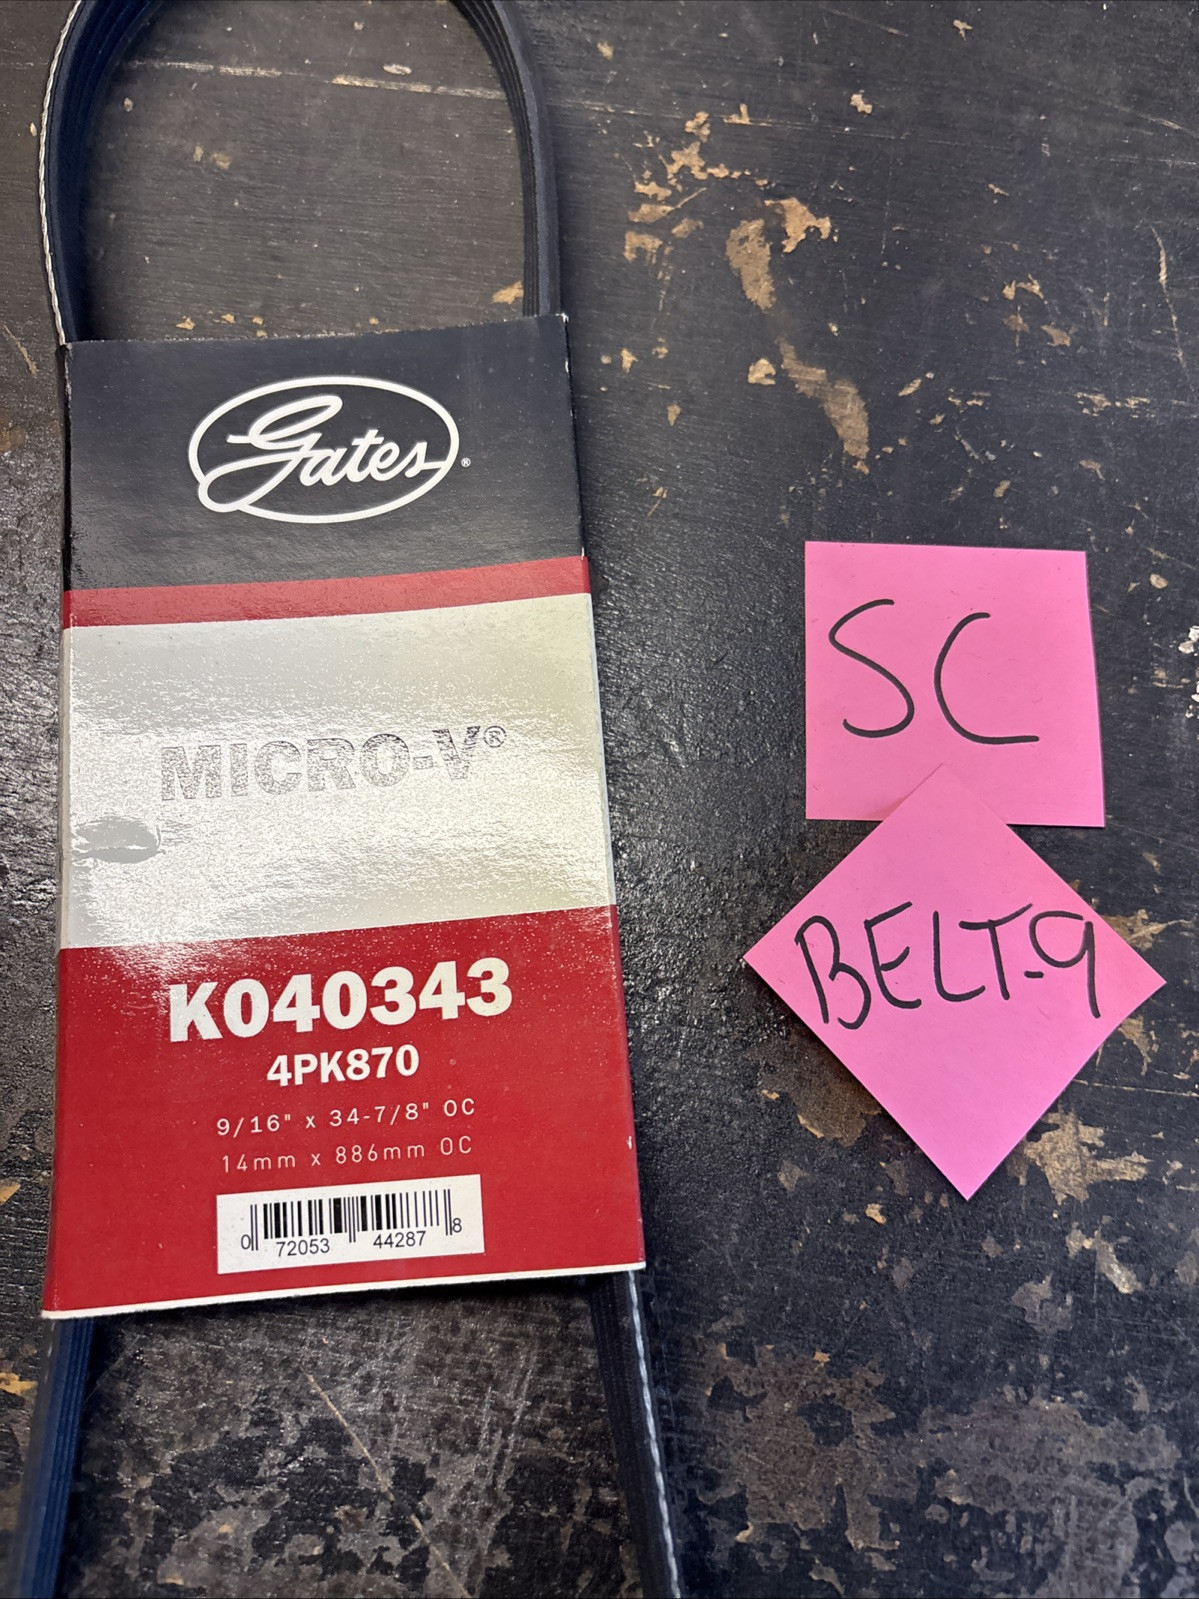 Gates®
MICRO-V®
K040343
4PK870
9/16" x 34-7/8" OC
14mm x 886mm OC
0 72053 44287 8
SC
BELT-9